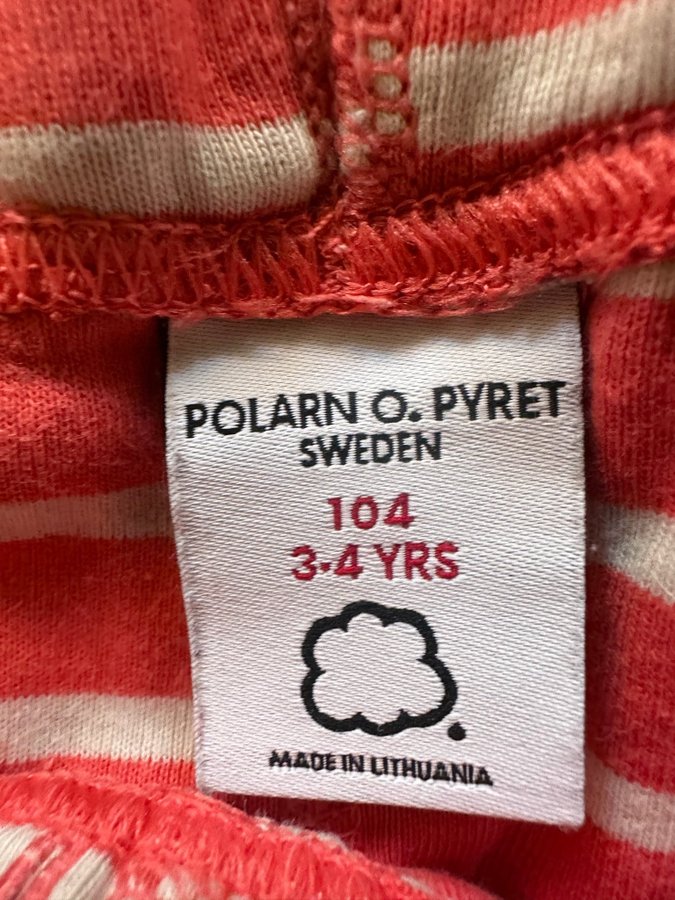 POLARN O. PYRET
SWEDEN
104
3-4 YRS
MADE IN LITHUANIA